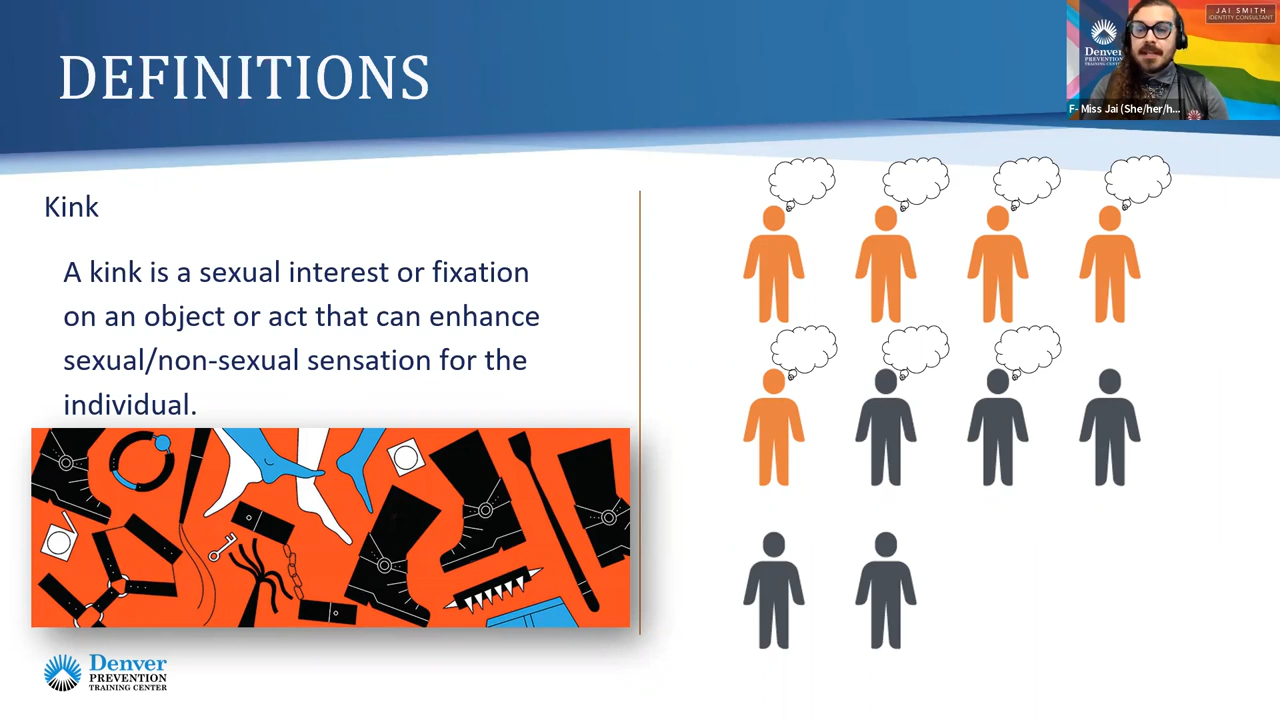 DEFINITIONS
JAI SMITH
IDENTITY CONSULTANT
Denver
PREVENTION
TRAINING CENTER
F- Miss Jai (She/her/h...
Kink
A kink is a sexual interest or fixation
on an object or act that can enhance
sexual/non-sexual sensation for the
individual.
Denver
PREVENTION
TRAINING CENTER